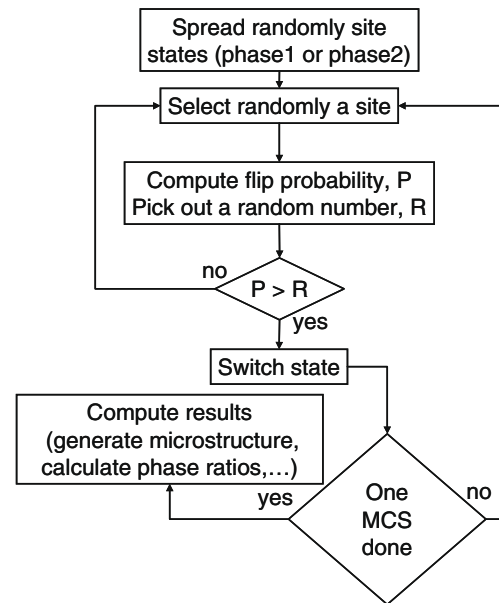 Spread randomly site
states (phase1 or phase2)
Select randomly a site
Compute flip probability, P
Pick out a random number, R
no
P > R
yes
Switch state
Compute results
(generate microstructure,
calculate phase ratios,...)
yes
no
One
MCS
done